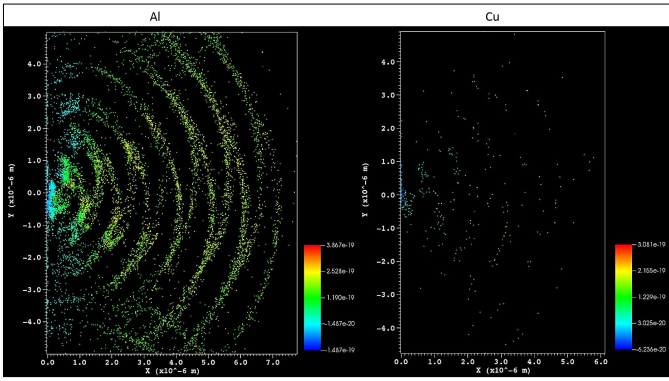 Al
Cu
4.0
3.0
2.0
1.0
0.0
-1.0
-2.0
-3.0
-4.0
Y (x10^-6 m)
0.0 1.0 2.0 3.0 4.0 5.0 6.0 7.0
X (x10^-6 m)
3.867e-19
2.528e-19
1.190e-19
-1.487e-20
-1.487e-19
4.0
3.0
2.0
1.0
0.0
-1.0
-2.0
-3.0
-4.0
Y (x10^-6 m)
0.0 1.0 2.0 3.0 4.0 5.0 6.0
X (x10^-6 m)
3.081e-19
2.155e-19
1.229e-19
3.025e-20
-6.236e-20